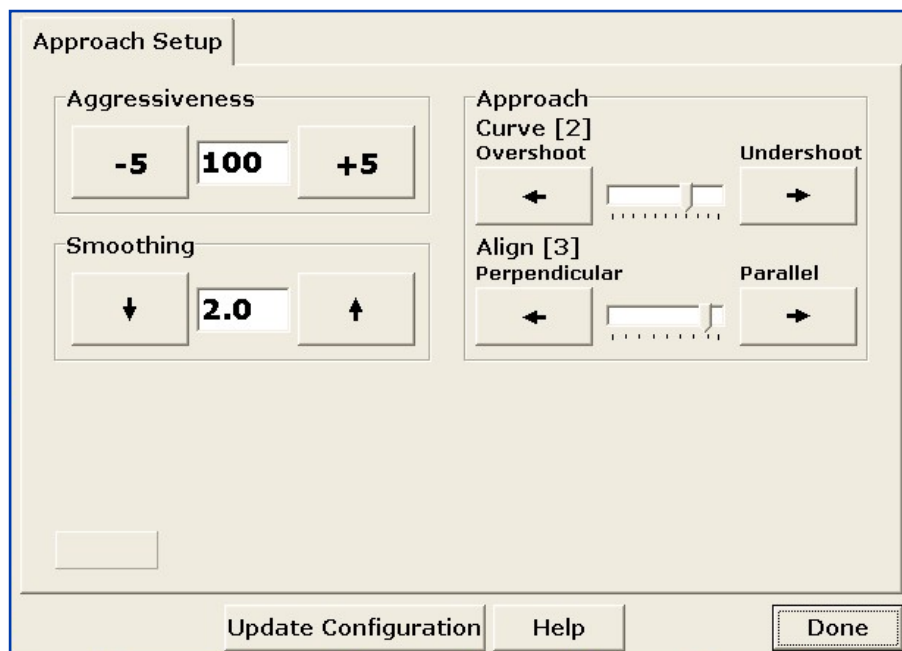 Approach Setup
Aggressiveness
-5 100 +5
Smoothing
2.0
Approach
Curve [2]
Overshoot Undershoot
Align [3]
Perpendicular Parallel
Update Configuration Help Done